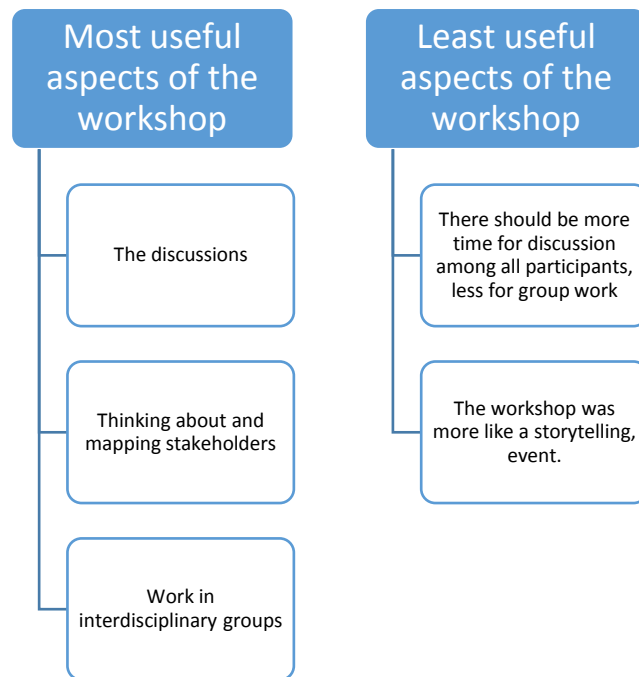 Most useful
aspects of the
workshop
The discussions
Thinking about and
mapping stakeholders
Work in
interdisciplinary groups
Least useful
aspects of the
workshop
There should be more
time for discussion
among all participants,
less for group work
The workshop was
more like a storytelling,
event.